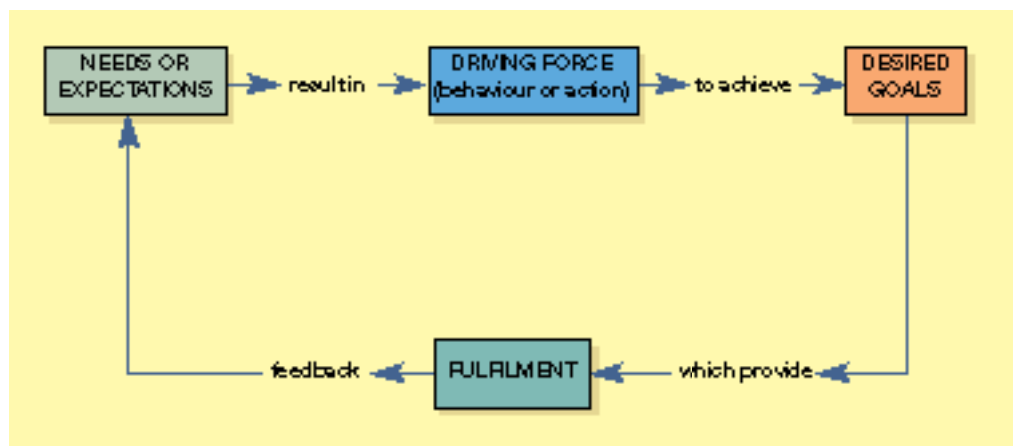 NEEDS OR
EXPECTATIONS
result in
DRIVING FORCE
(behaviour or action)
to achieve
DESIRED
GOALS
feedback
FULFILMENT
which provide